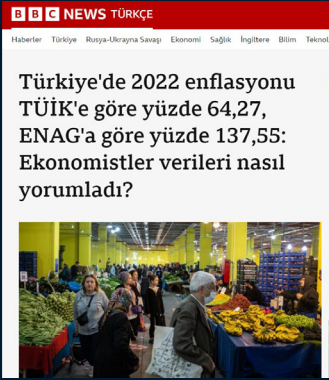 BBC NEWS TÜRKÇE
Haberler Türkiye Rusya-Ukrayna Savaşı Ekonomi Sağlık İngiltere Bilim Teknol
Türkiye'de 2022 enflasyonu
TÜİK'e göre yüzde 64,27,
ENAG'a göre yüzde 137,55:
Ekonomistler verileri nasıl
yorumladı?